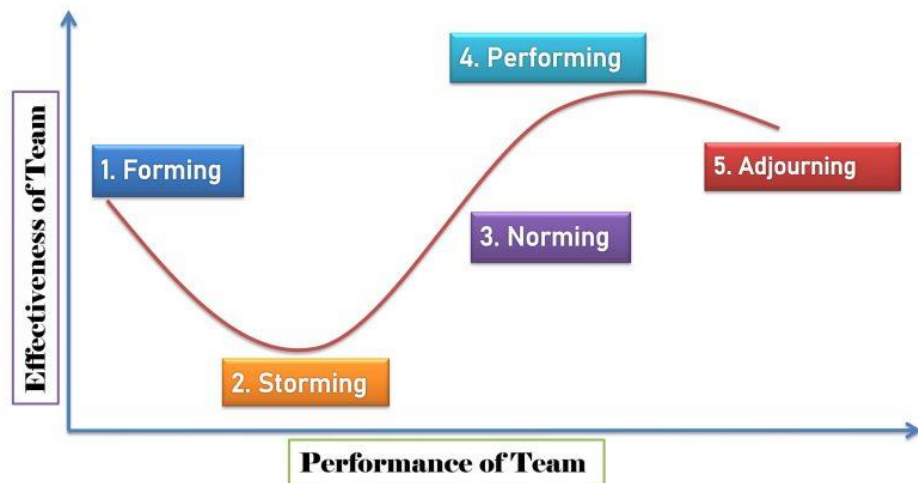 4. Performing
1. Forming
5. Adjourning
3. Norming
2. Storming
Effectiveness of Team
Performance of Team